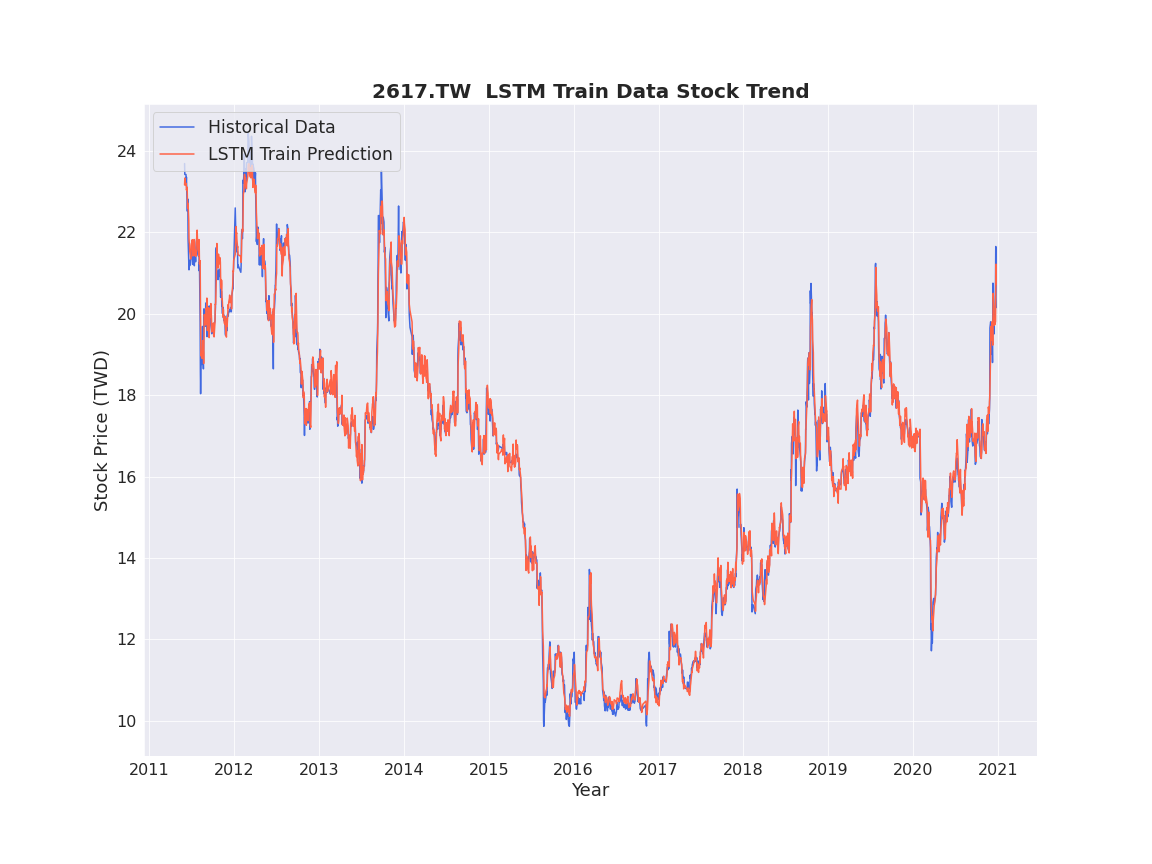 2617.TW  LSTM Train Data Stock Trend
Historical Data
LSTM Train Prediction
Stock Price (TWD)
24
22
20
18
16
14
12
10
2011 2012 2013 2014 2015 2016 2017 2018 2019 2020 2021
Year